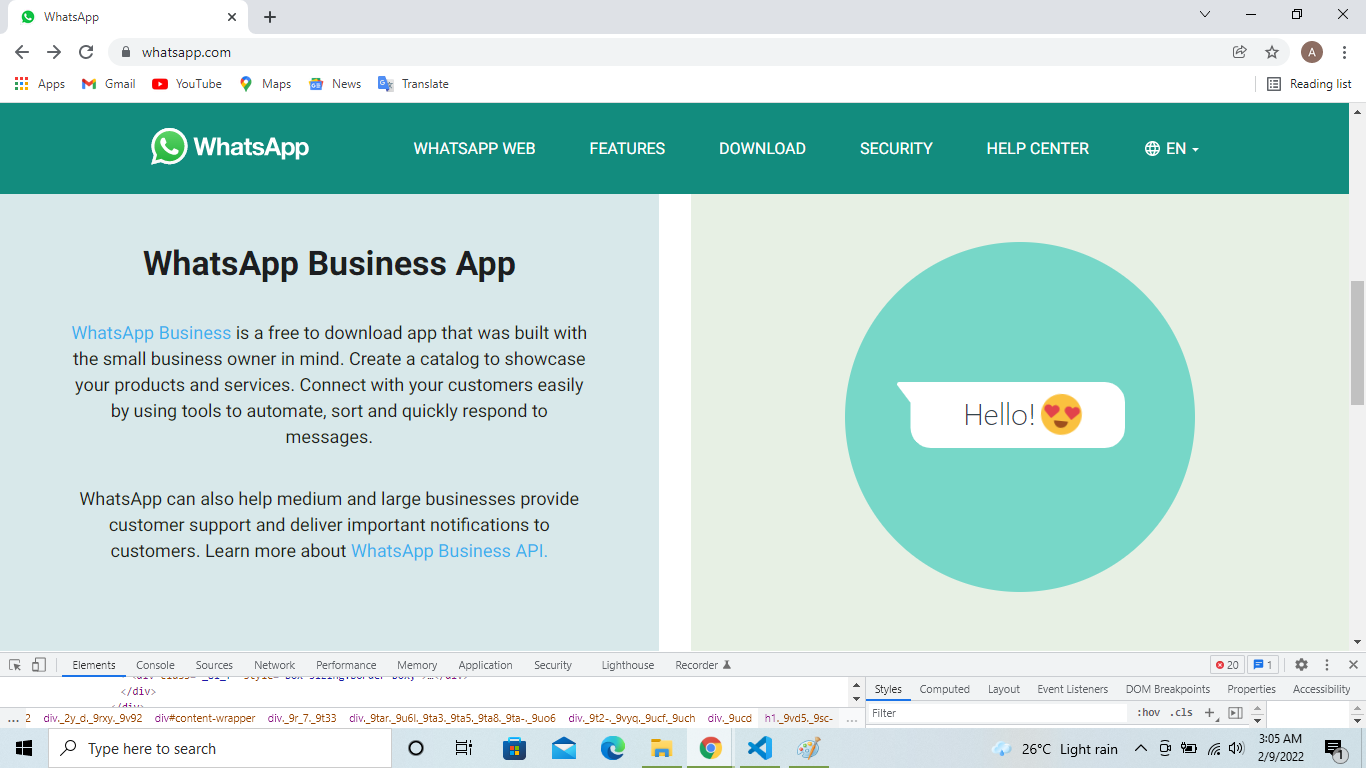 WhatsApp
whatsapp.com
A
Apps
Gmail
YouTube
Maps
News
Translate
Reading list
WhatsApp
WHATSAPP WEB
FEATURES
DOWNLOAD
SECURITY
HELP CENTER
EN
WhatsApp Business App
WhatsApp Business is a free to download app that was built with
the small business owner in mind. Create a catalog to showcase
your products and services. Connect with your customers easily
by using tools to automate, sort and quickly respond to
messages.
WhatsApp can also help medium and large businesses provide
customer support and deliver important notifications to
customers. Learn more about WhatsApp Business API.
Hello!
Elements
Console
Sources
Network
Performance
Memory
Application
Security
Lighthouse
Recorder
20
1
</div>
Styles
Computed
Layout
Event Listeners
DOM Breakpoints
Properties
Accessibility
Filter
:hov .cls
... 2 div._2y_d._9rxy._9v92 div#content-wrapper div._9r_7._9t33 div._9tar._9u6l._9ta3._9ta5._9ta8._9ta-._9uo6 div._9t2-._9vyq._9ucf._9uch div._9ucd h1._9vd5._9sc- ...
Type here to search
26°C Light rain
3:05 AM
2/9/2022
1